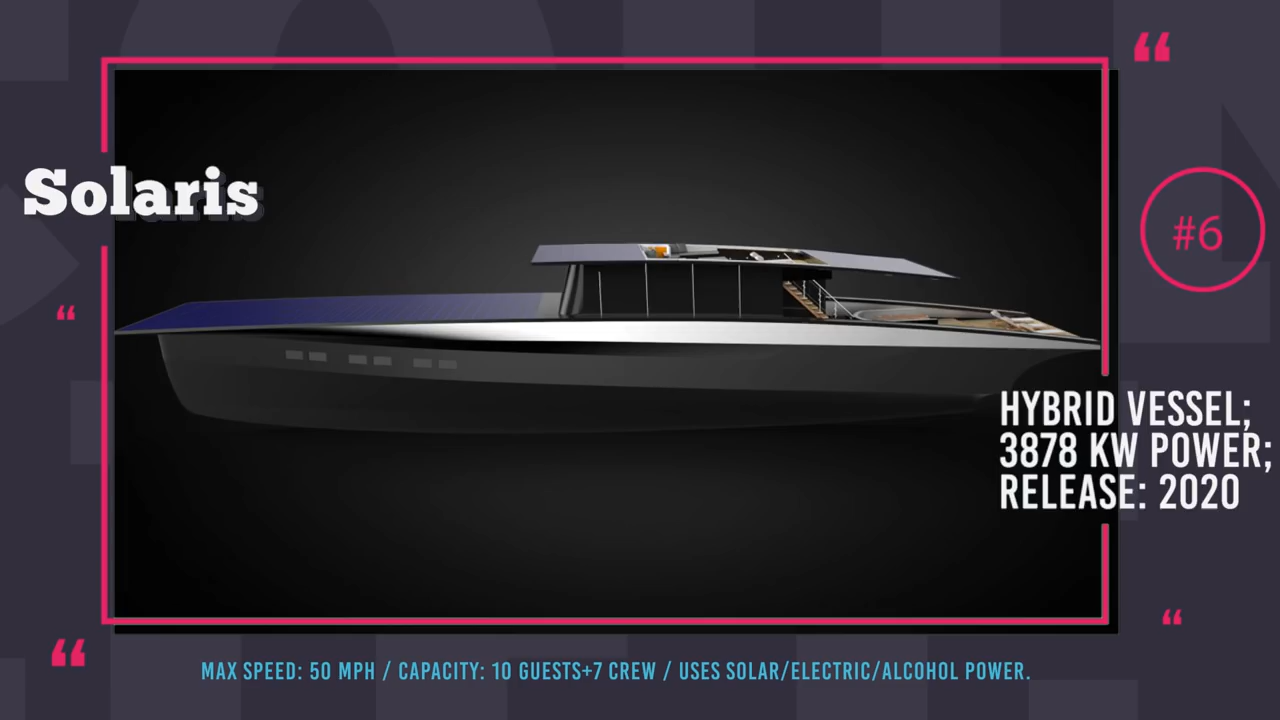 Solaris
#6
HYBRID VESSEL;
3878 KW POWER;
RELEASE: 2020
MAX SPEED: 50 MPH / CAPACITY: 10 GUESTS+7 CREW / USES SOLAR/ELECTRIC/ALCOHOL POWER.